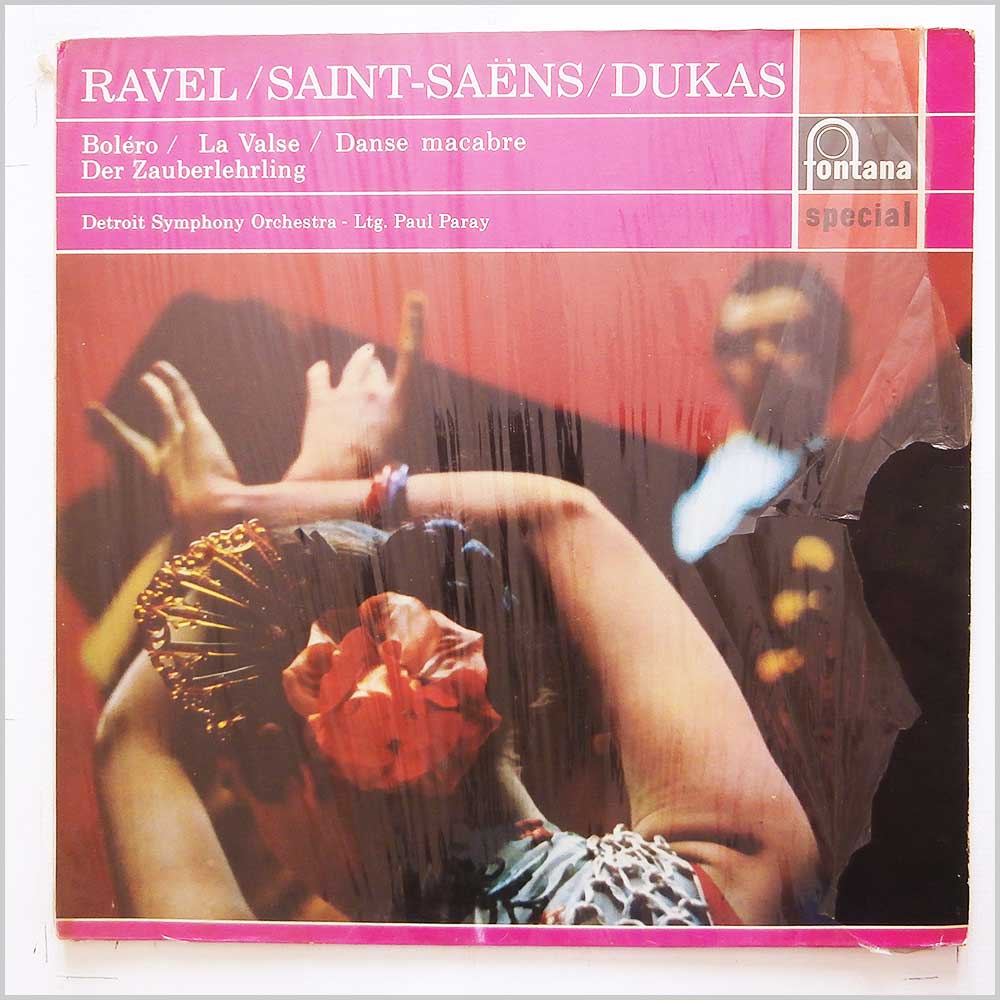 RAVEL / SAINT-SAËNS / DUKAS
Boléro / La Valse / Danse macabre
Der Zauberlehrling
Detroit Symphony Orchestra - Ltg. Paul Paray
fontana
special